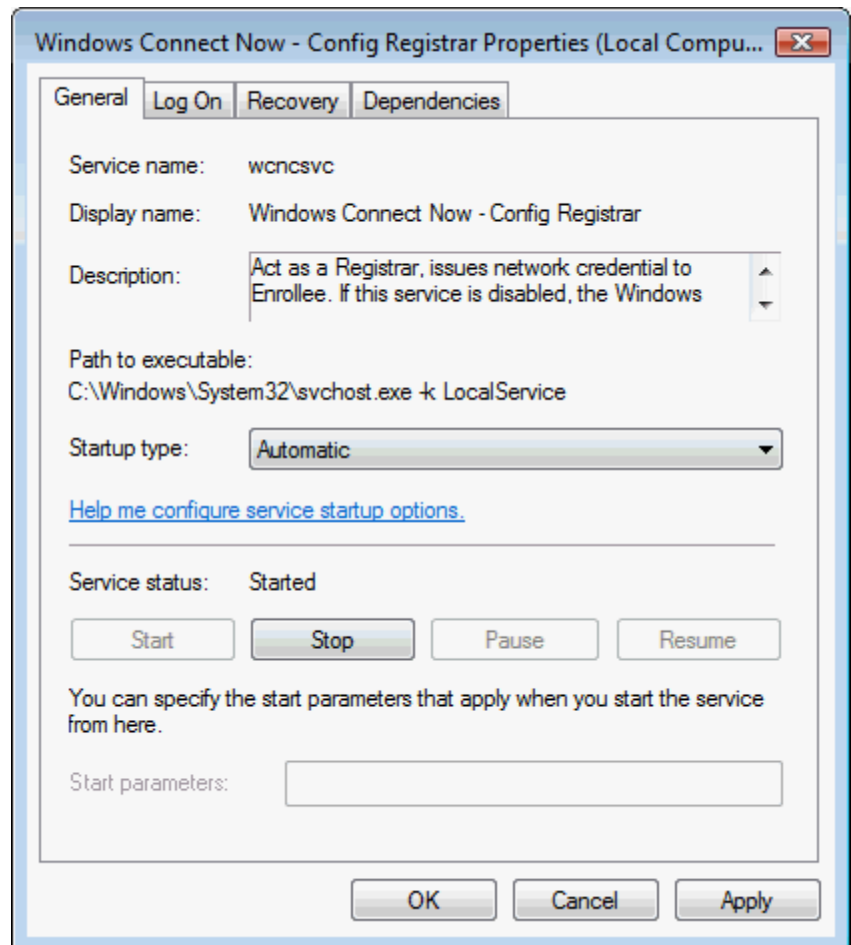 Windows Connect Now - Config Registrar Properties (Local Compu...
General Log On Recovery Dependencies
Service name: wcncsvc
Display name: Windows Connect Now - Config Registrar
Description: Act as a Registrar, issues network credential to
Enrollee. If this service is disabled, the Windows
Path to executable:
C:\Windows\System32\svchost.exe -k LocalService
Startup type: Automatic
Help me configure service startup options.
Service status: Started
Start Stop Pause Resume
You can specify the start parameters that apply when you start the service
from here.
Start parameters:
OK Cancel Apply